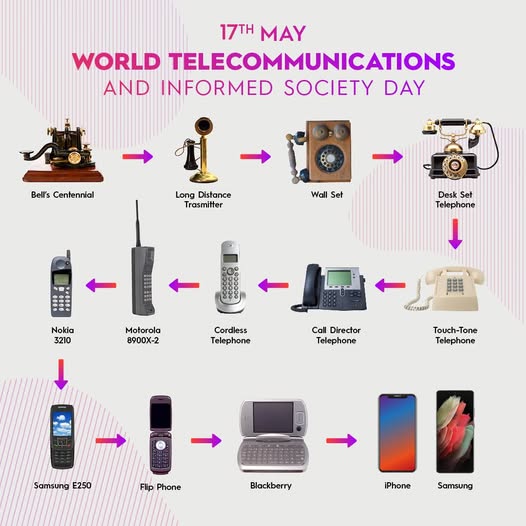 17TH MAY
WORLD TELECOMMUNICATIONS
AND INFORMED SOCIETY DAY
Bell's Centennial
Long Distance
Trasmitter
Wall Set
Desk Set
Telephone
Nokia
3210
Motorola
8900X-2
Cordless
Telephone
Call Director
Telephone
Touch-Tone
Telephone
Samsung E250
Flip Phone
Blackberry
iPhone
Samsung